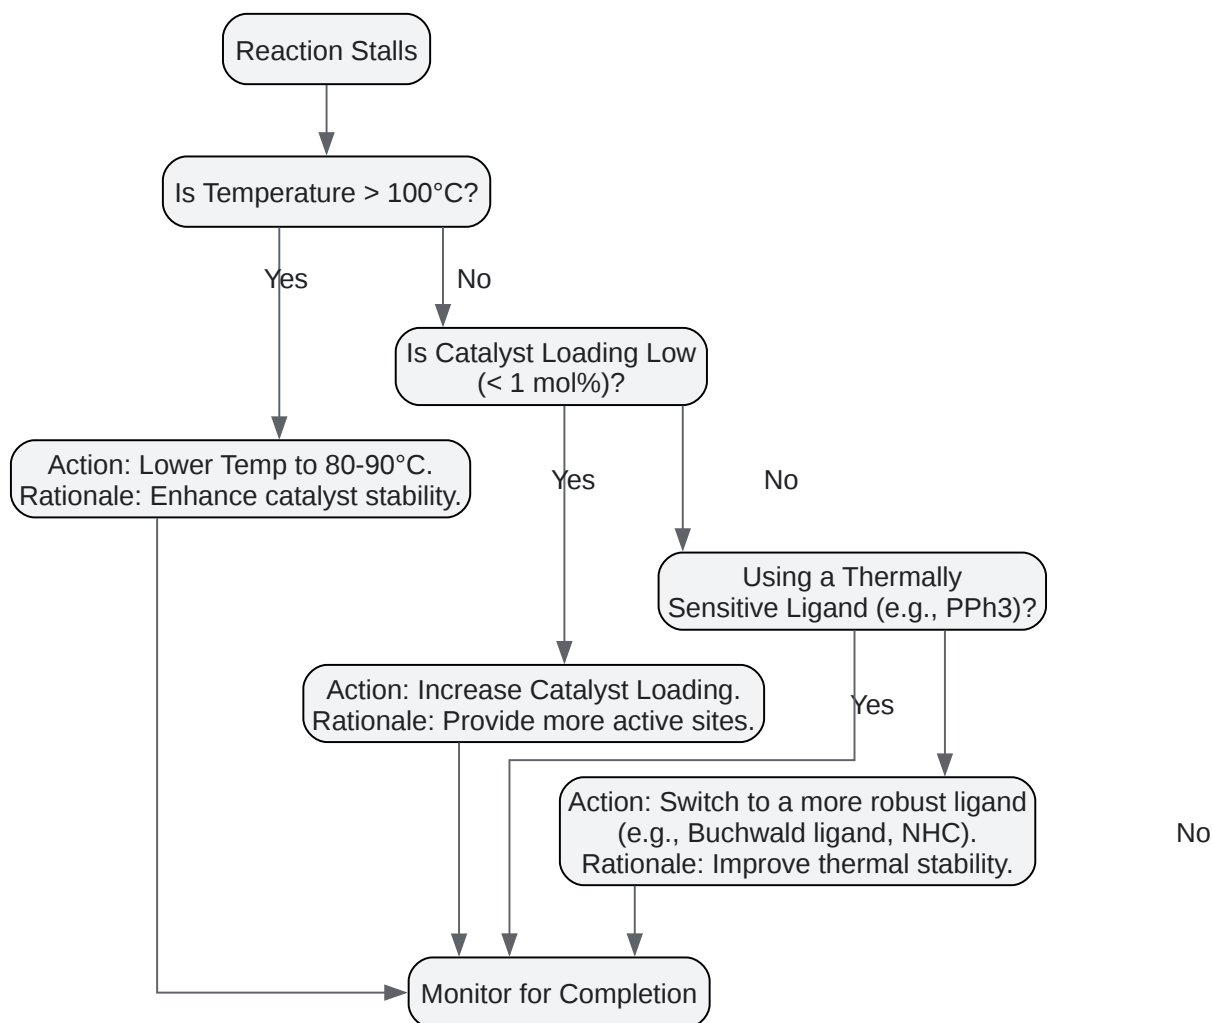 Reaction Stalls
Is Temperature > 100°C?
Yes
No
Is Catalyst Loading Low
(< 1 mol%)?
Action: Lower Temp to 80-90°C.
Rationale: Enhance catalyst stability.
Yes
No
Using a Thermally
Sensitive Ligand (e.g., PPh3)?
Action: Increase Catalyst Loading.
Rationale: Provide more active sites.
Yes
Action: Switch to a more robust ligand
(e.g., Buchwald ligand, NHC).
Rationale: Improve thermal stability.
No
Monitor for Completion